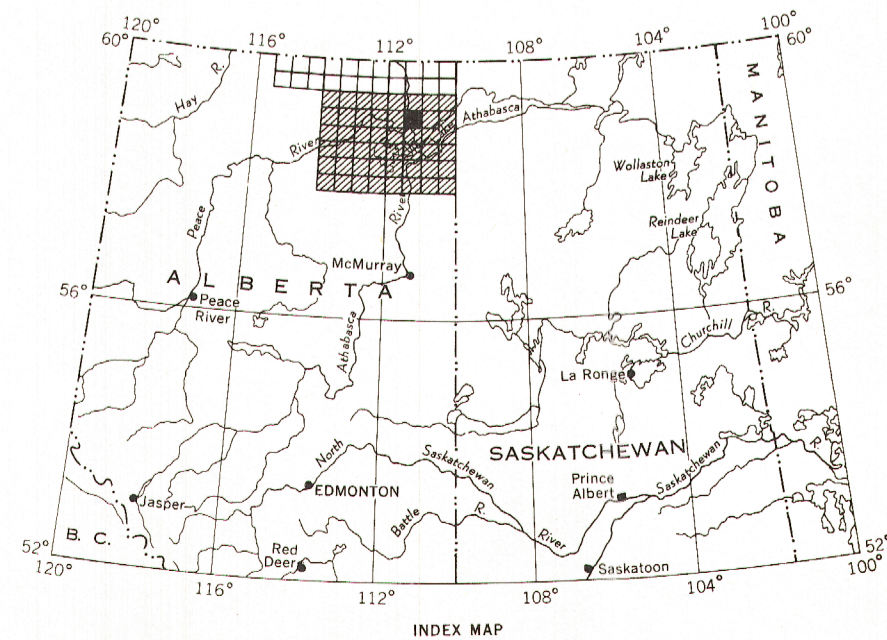 120°
116°
112°
108°
104°
100°
60°
60°
Hay
R.
Athabasca
Lake
River
MANITOBA
Wollaston
Lake
Peace
River
Reindeer
Lake
McMurray
ALBERTA
56°
56°
Peace
River
Athabasca
Churchill
R.
La Ronge
North
Saskatchewan
SASKATCHEWAN
Saskatchewan
R.
Prince
Albert
EDMONTON
Jasper
Battle
R.
River
B. C.
Red
Deer
Saskatoon
52°
52°
120°
116°
112°
108°
104°
100°
INDEX MAP